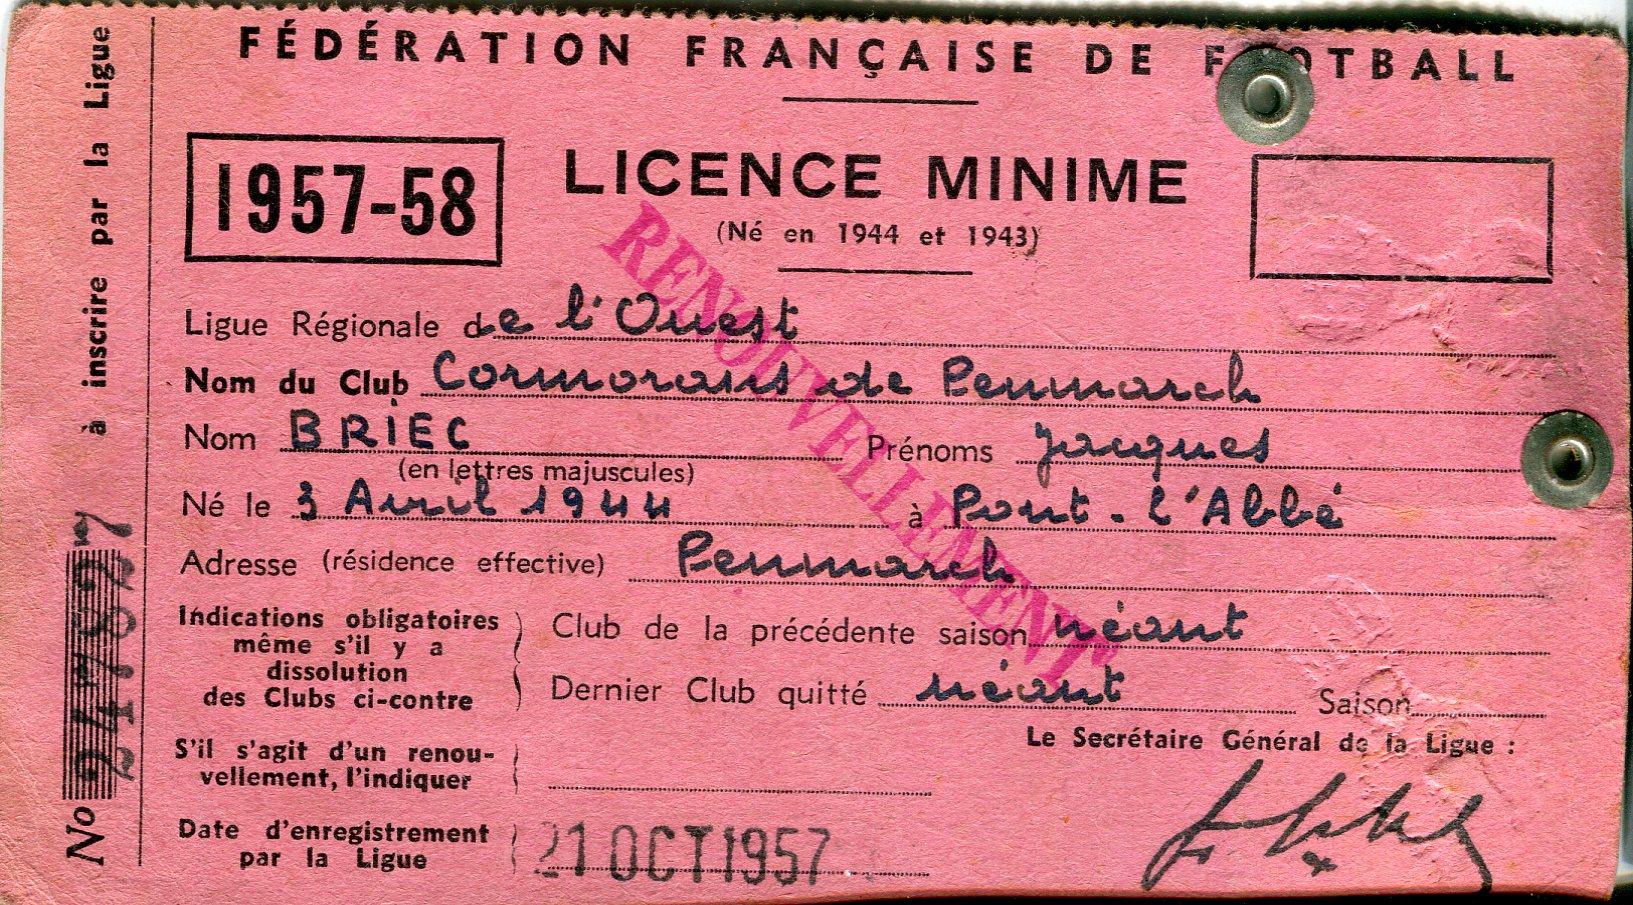 FÉDÉRATION FRANÇAISE DE FOOTBALL
1957-58
LICENCE MINIME
(Né en 1944 et 1943)
RENOUVELLEMENT
Ligue Régionale de l'Ouest
Nom du Club Cormorans de Penmarch
Nom BRIEC Prénoms Jacques
(en lettres majuscules)
Né le 3 Avril 1944 à Pont-l'Abbé
Adresse (résidence effective) Penmarch
Indications obligatoires
même s'il y a
dissolution
des Clubs ci-contre
Club de la précédente saison néant
Dernier Club quitté néant Saison
Le Secrétaire Général de la Ligue :
S'il s'agit d'un renou-
vellement, l'indiquer
Date d'enregistrement
par la Ligue
21 OCT 1957
No
à inscrire par la Ligue